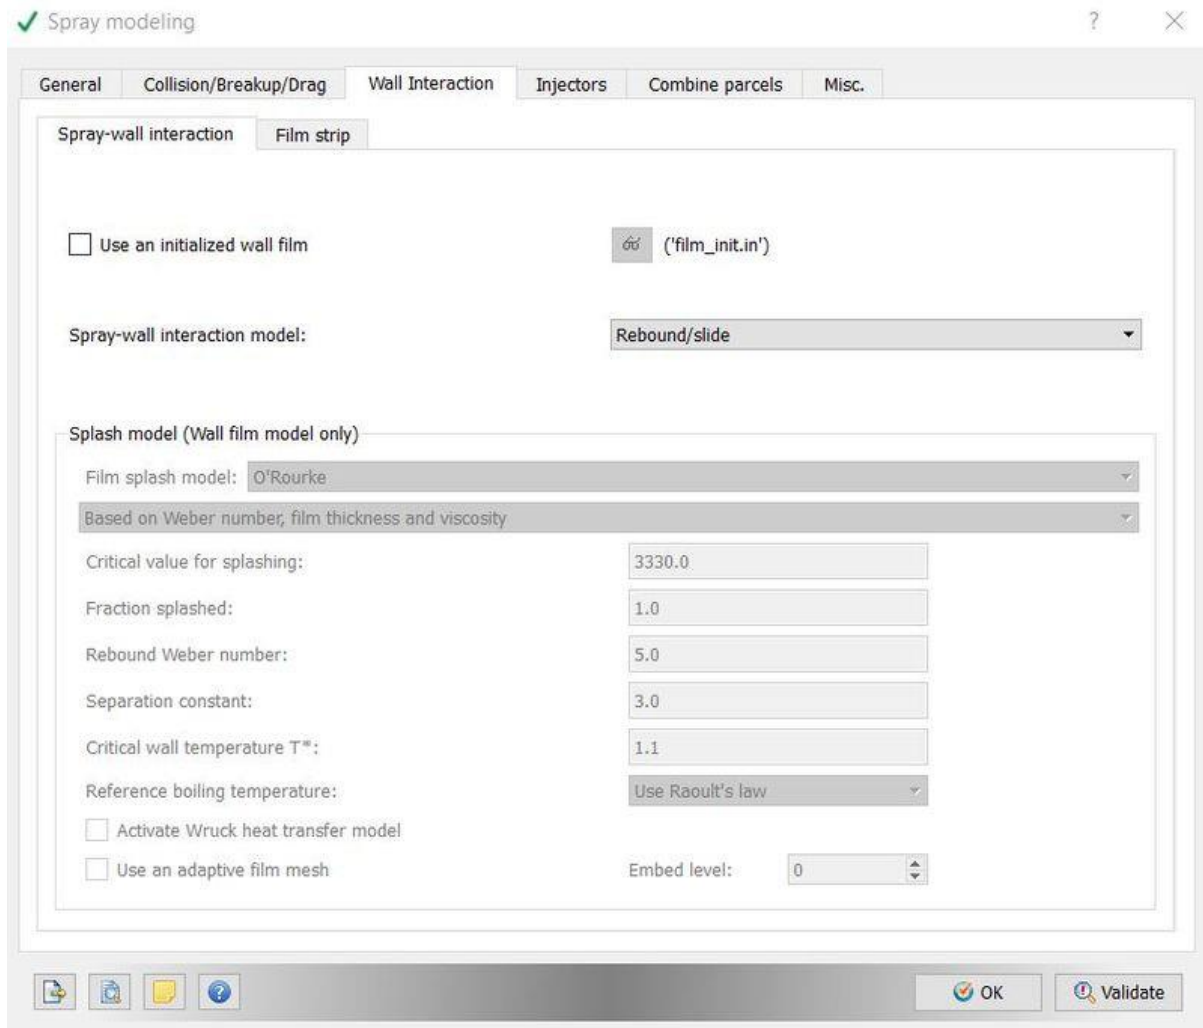 Spray modeling ?
General Collision/Breakup/Drag Wall Interaction Injectors Combine parcels Misc.
Spray-wall interaction Film strip
Use an initialized wall film ('film_init.in')
Spray-wall interaction model: Rebound/slide
Splash model (Wall film model only)
Film splash model: O'Rourke
Based on Weber number, film thickness and viscosity
Critical value for splashing: 3330.0
Fraction splashed: 1.0
Rebound Weber number: 5.0
Separation constant: 3.0
Critical wall temperature T*: 1.1
Reference boiling temperature: Use Raoult's law
Activate Wruck heat transfer model
Use an adaptive film mesh Embed level: 0
OK Validate